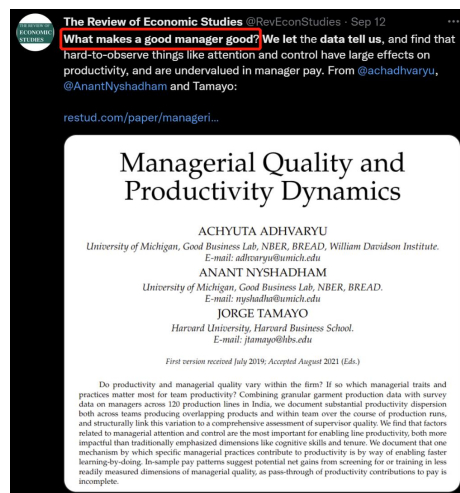 THE REVIEW OF
ECONOMIC
STUDIES
The Review of Economic Studies @RevEconStudies · Sep 12
What makes a good manager good? We let the data tell us, and find that
hard-to-observe things like attention and control have large effects on
productivity, and are undervalued in manager pay. From @achadhvaryu,
@AnantNyshadham and Tamayo:
restud.com/paper/manageri...
Managerial Quality and
Productivity Dynamics
ACHYUTA ADHVARYU
University of Michigan, Good Business Lab, NBER, BREAD, William Davidson Institute.
E-mail: adhvaryu@umich.edu
ANANT NYSHADHAM
University of Michigan, Good Business Lab, NBER, BREAD.
E-mail: nyshadha@umich.edu
JORGE TAMAYO
Harvard University, Harvard Business School.
E-mail: jtamayo@hbs.edu
First version received July 2019; Accepted August 2021 (Eds.)
Do productivity and managerial quality vary within the firm? If so which managerial traits and
practices matter most for team productivity? Combining granular garment production data with survey
data on managers across 120 production lines in India, we document substantial productivity dispersion
both across teams producing overlapping products and within team over the course of production runs,
and structurally link this variation to a comprehensive assessment of supervisor quality. We find that factors
related to managerial attention and control are the most important for enabling line productivity, both more
impactful than traditionally emphasized dimensions like cognitive skills and tenure. We document that one
mechanism by which specific managerial practices contribute to productivity is by way of enabling faster
learning-by-doing. In-sample pay patterns suggest potential net gains from screening for or training in less
readily measured dimensions of managerial quality, as pass-through of productivity contributions to pay is
incomplete.